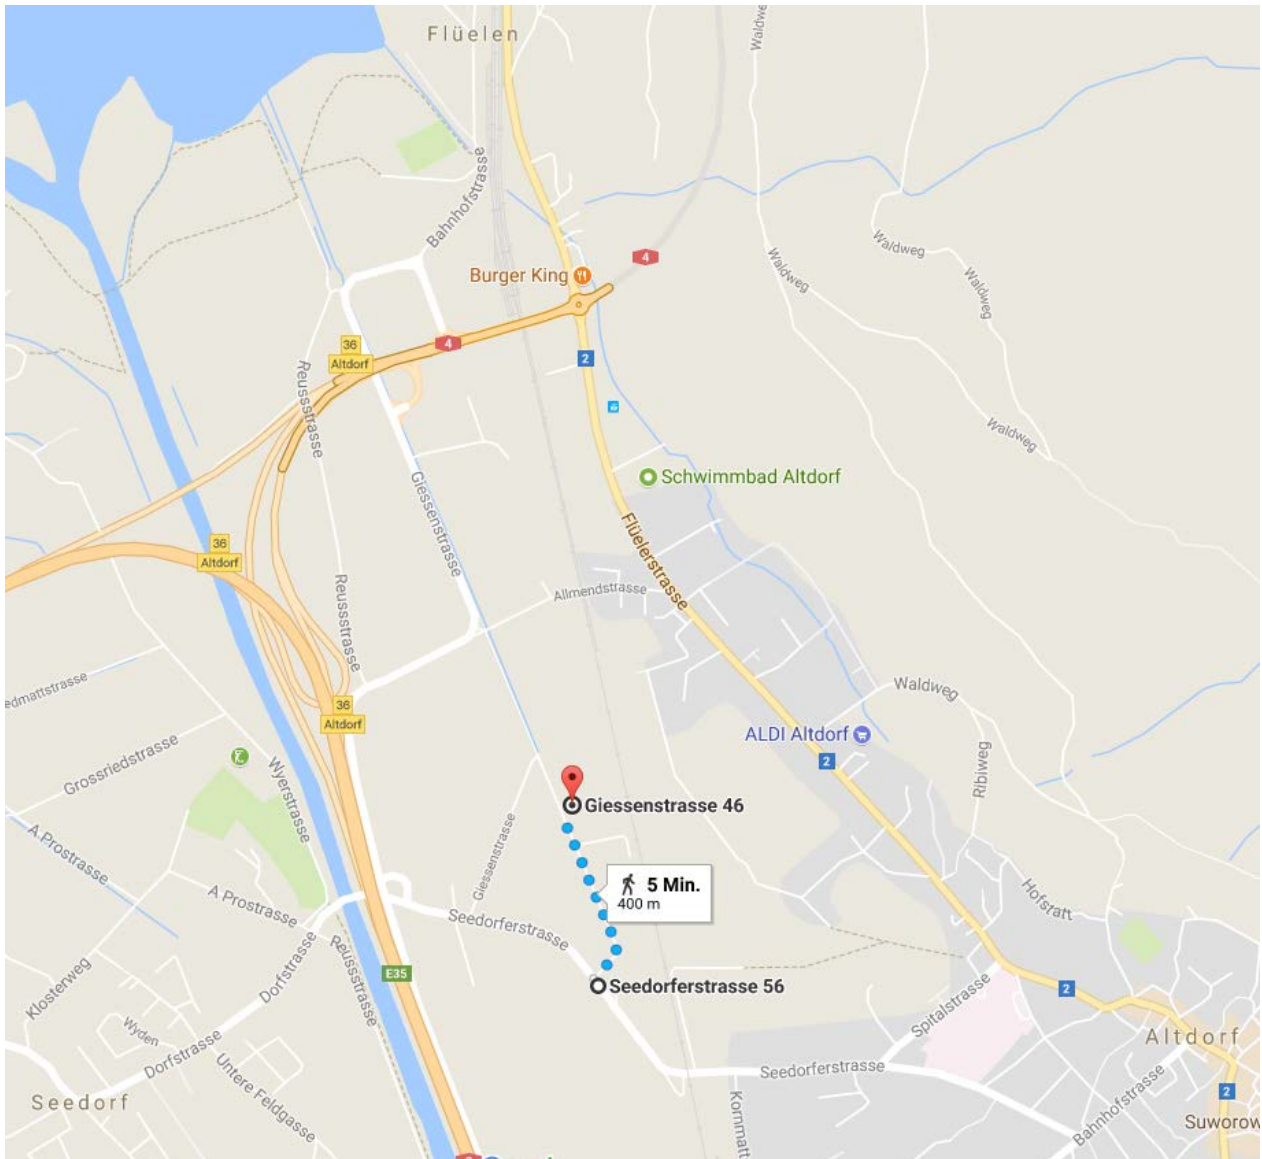 Flüelen
Waldwe
Waldwe
Bahnhofstrasse
Waldweg
Waldweg
4
Burger King
Waldweg
36
Altdorf
4
2
Reussstrasse
Waldweg
Schwimmbad Altdorf
Giessenstrasse
Flüelerstrasse
36
Altdorf
Reussstrasse
Allmendstrasse
edmattstrasse
Waldweg
36
Altdorf
ALDI Altdorf
2
Grossriedstrasse
Wyerstrasse
Ribiweg
Giessenstrasse 46
A Prostrasse
Giessenstrasse
5 Min.
400 m
A Prostrasse
Seedorferstrasse
Hofstatt
Reussstrasse
Dorfstrasse
E35
Klosterweg
Seedorferstrasse 56
2
Spitalstrasse
Wyden
Dorfstrasse
Altdorf
Untere Feldgasse
Seedorferstrasse
Seedorf
Kornmatt
Bahnhofstrasse
2
Suworow